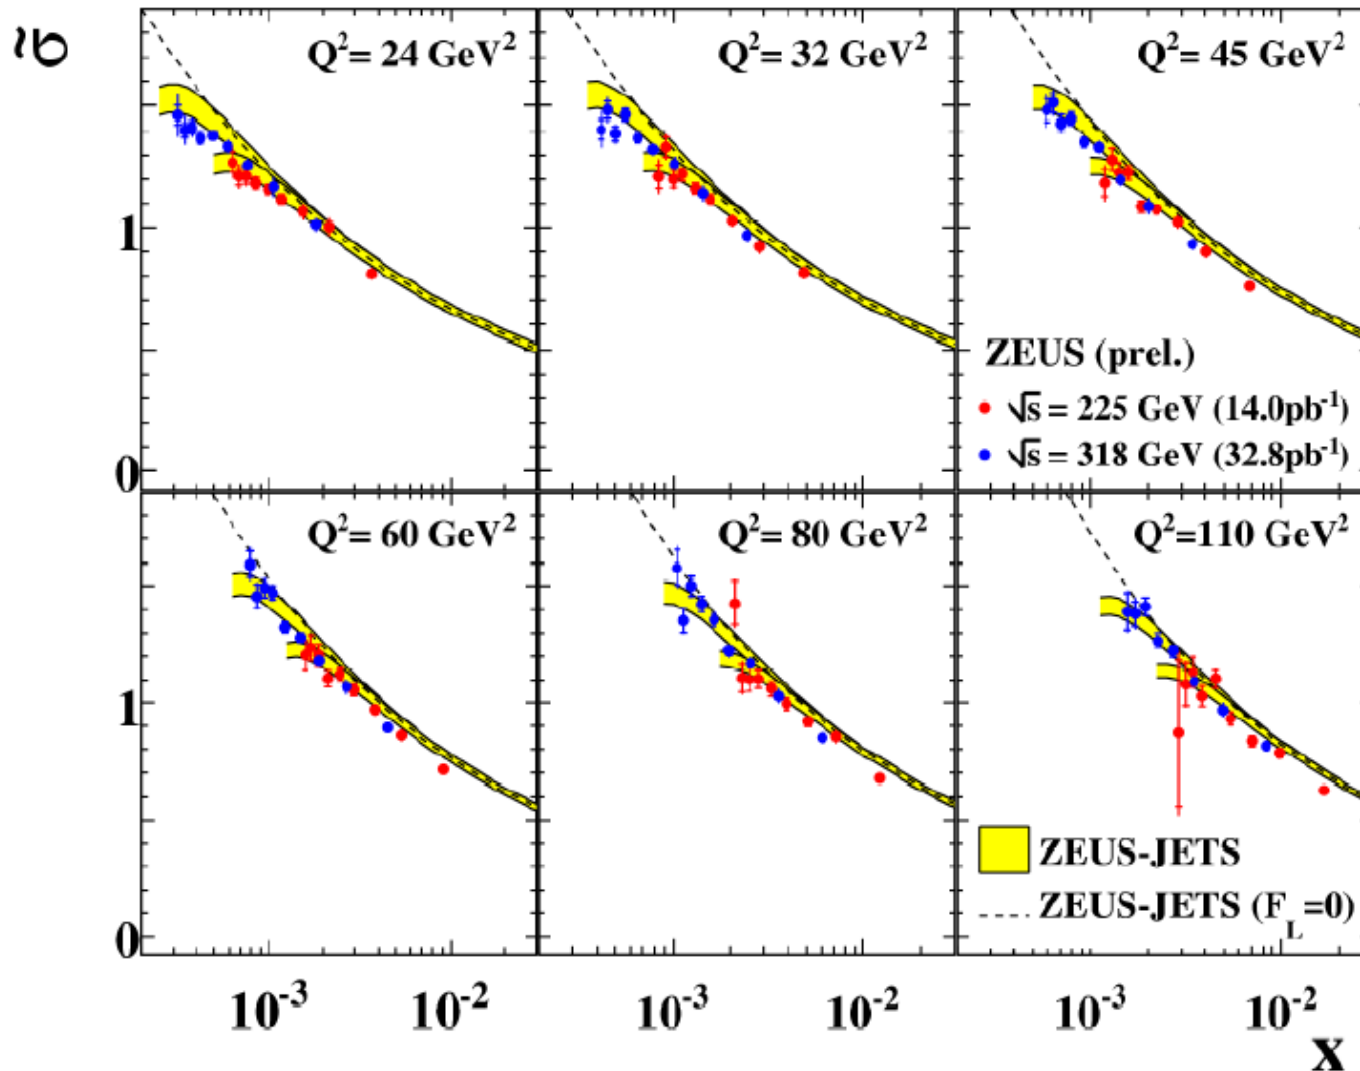 σ̃
Q²= 24 GeV²
Q²= 32 GeV²
Q²= 45 GeV²
1
ZEUS (prel.)
√s = 225 GeV (14.0pb⁻¹)
√s = 318 GeV (32.8pb⁻¹)
0
Q²= 60 GeV²
Q²= 80 GeV²
Q²=110 GeV²
1
ZEUS-JETS
ZEUS-JETS (F_L=0)
0
10⁻³ 10⁻² 10⁻³ 10⁻² 10⁻³ 10⁻²
x